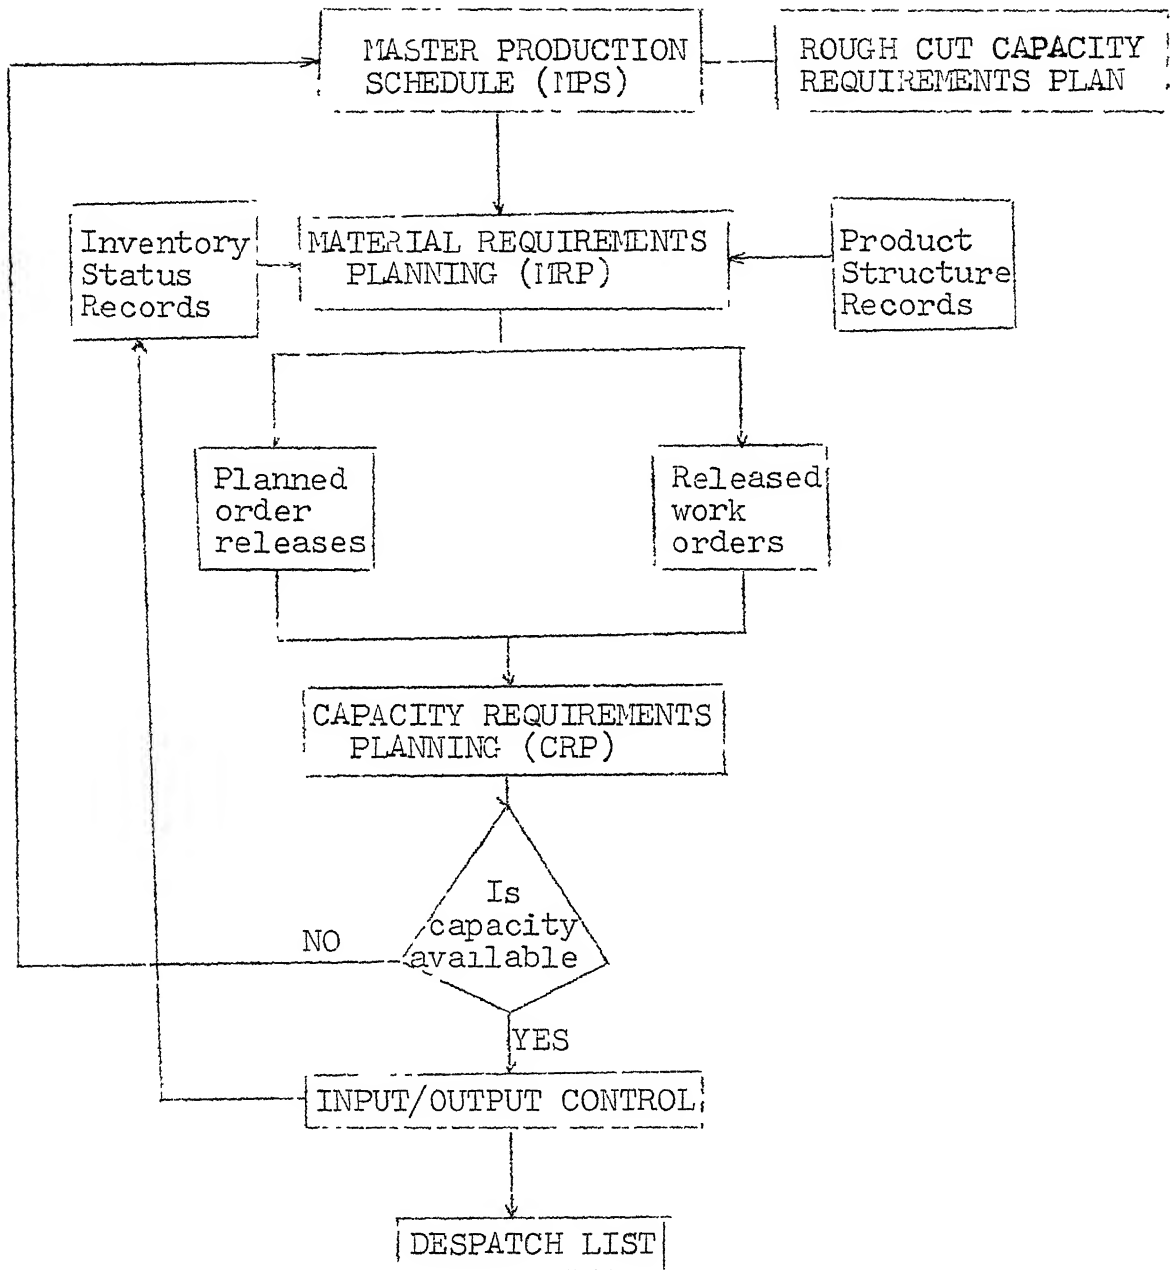 MASTER PRODUCTION
SCHEDULE (MPS)
ROUGH CUT CAPACITY
REQUIREMENTS PLAN
Inventory
Status
Records
MATERIAL REQUIREMENTS
PLANNING (MRP)
Product
Structure
Records
Planned
order
releases
Released
work
orders
CAPACITY REQUIREMENTS
PLANNING (CRP)
Is
capacity
available
NO
YES
INPUT/OUTPUT CONTROL
DESPATCH LIST